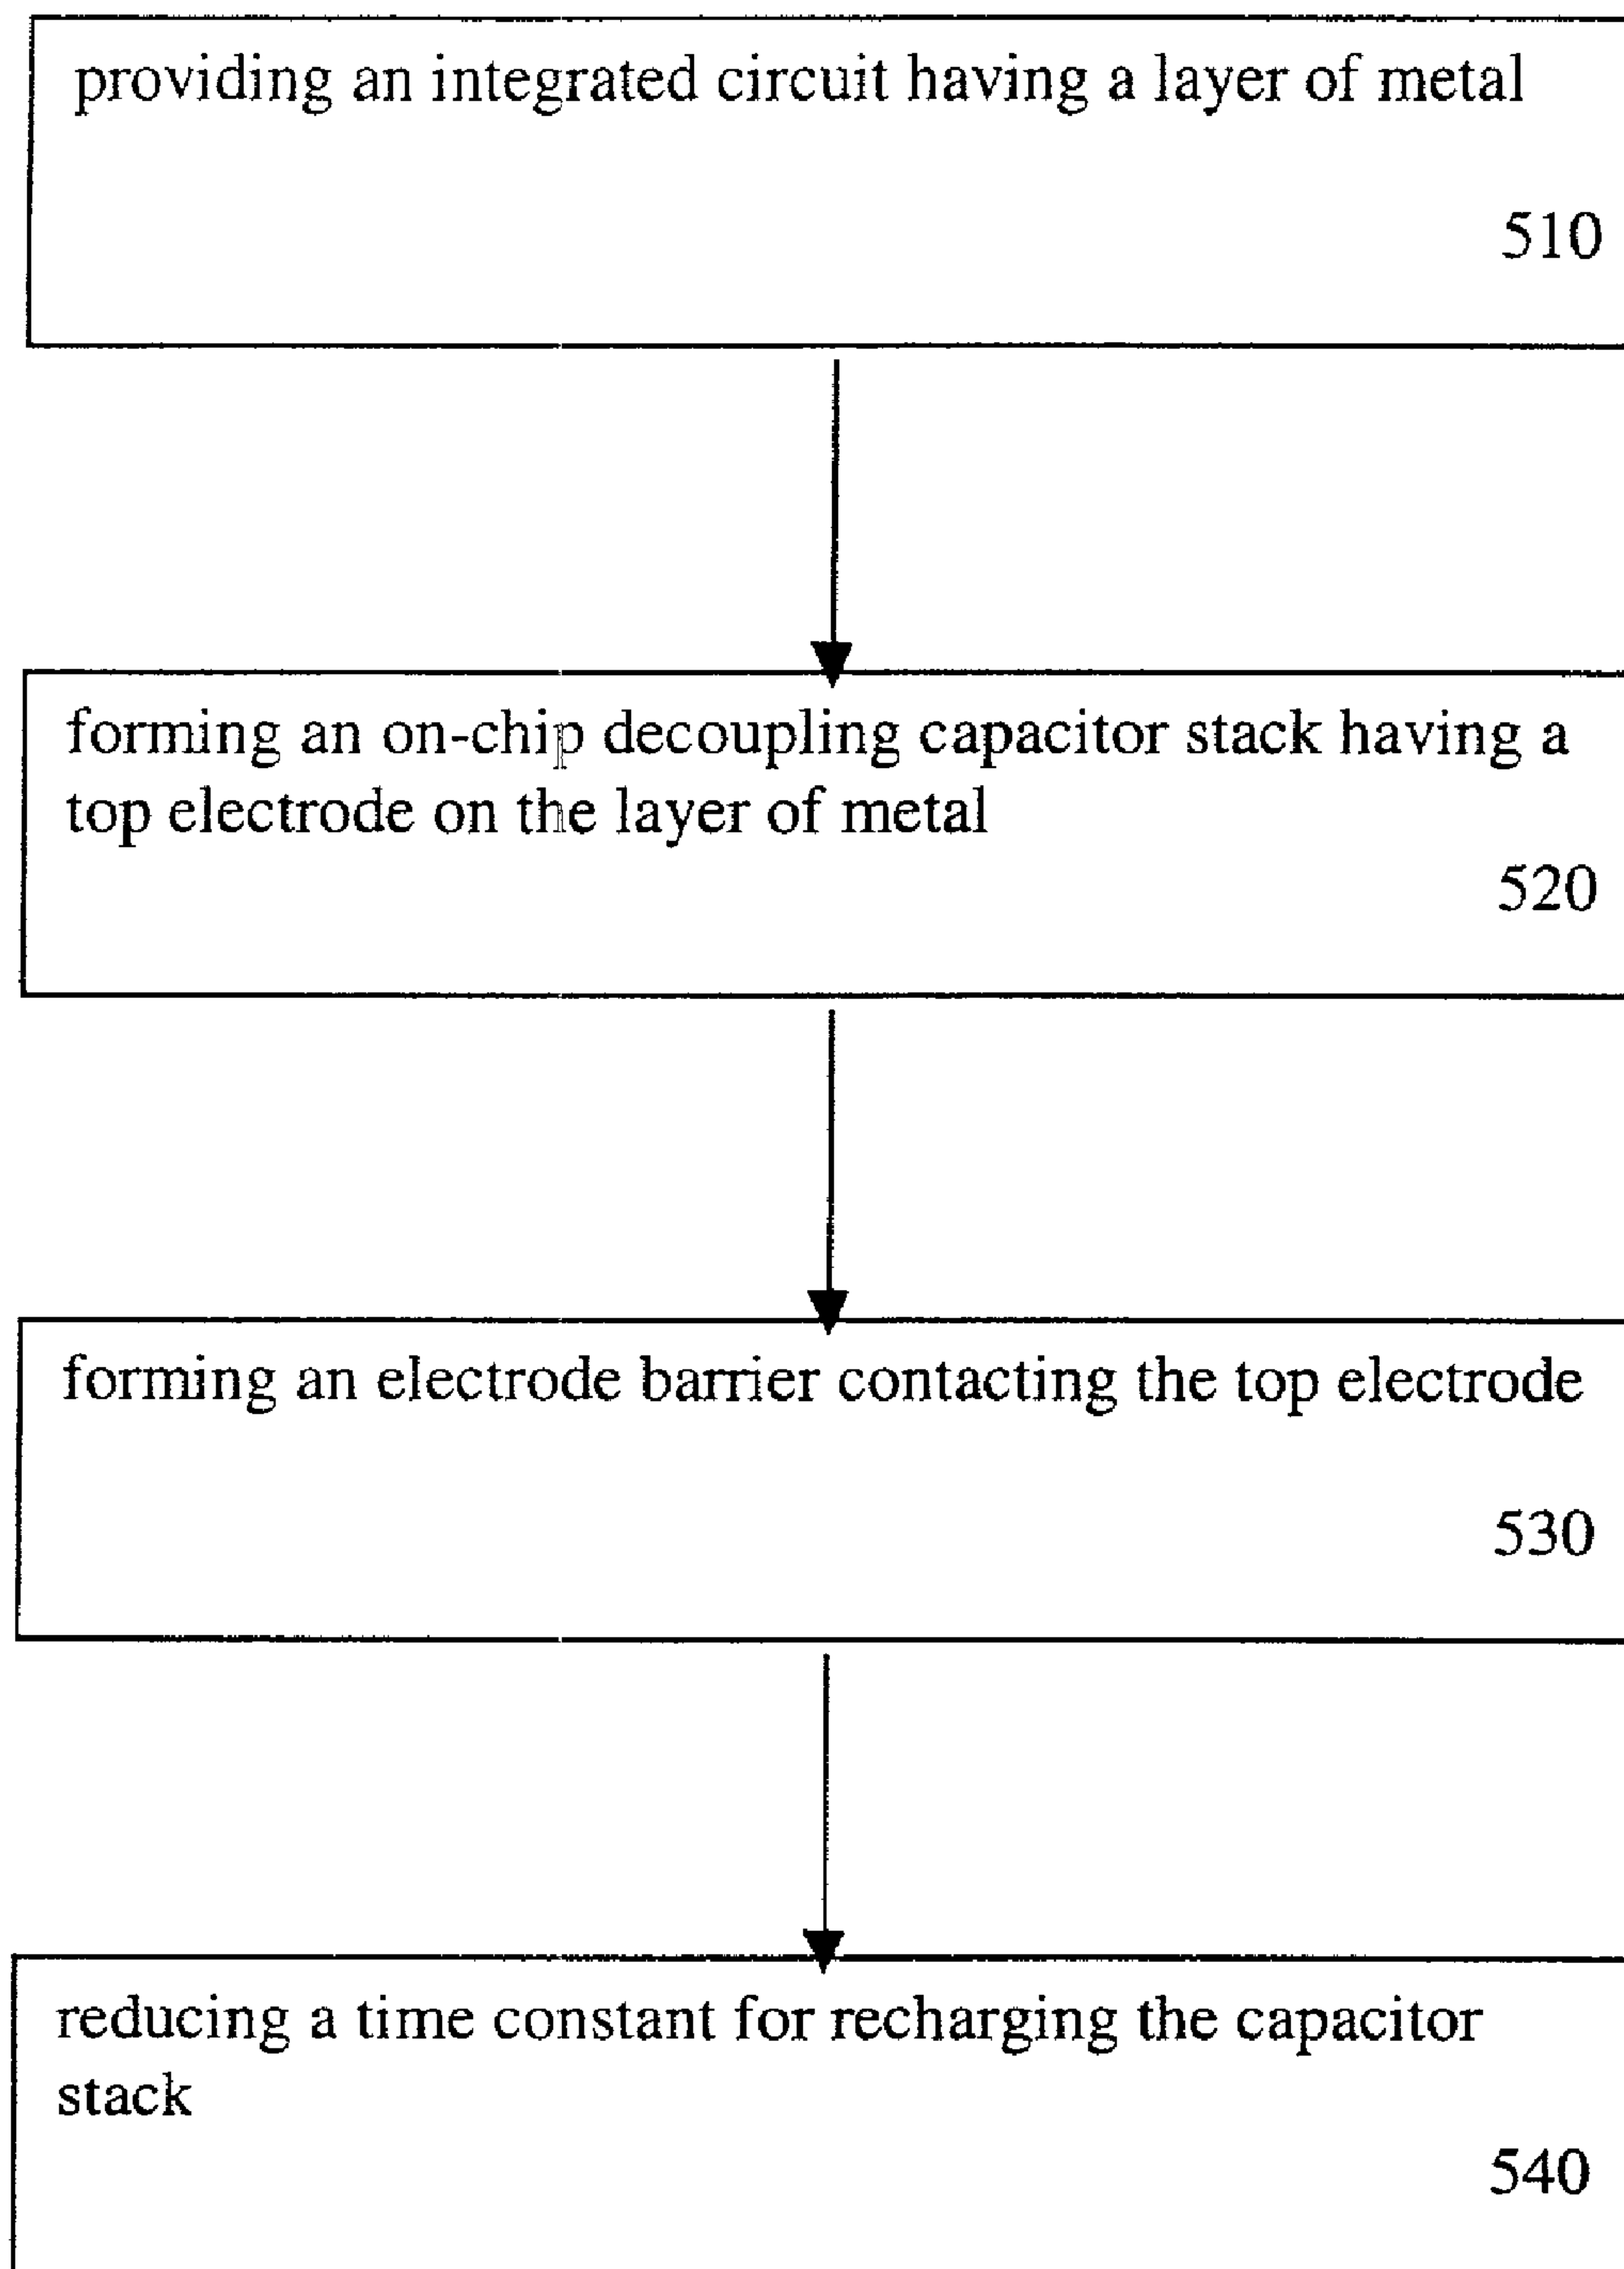 providing an integrated circuit having a layer of metal
510
forming an on-chip decoupling capacitor stack having a
top electrode on the layer of metal
520
forming an electrode barrier contacting the top electrode
530
reducing a time constant for recharging the capacitor
stack
540